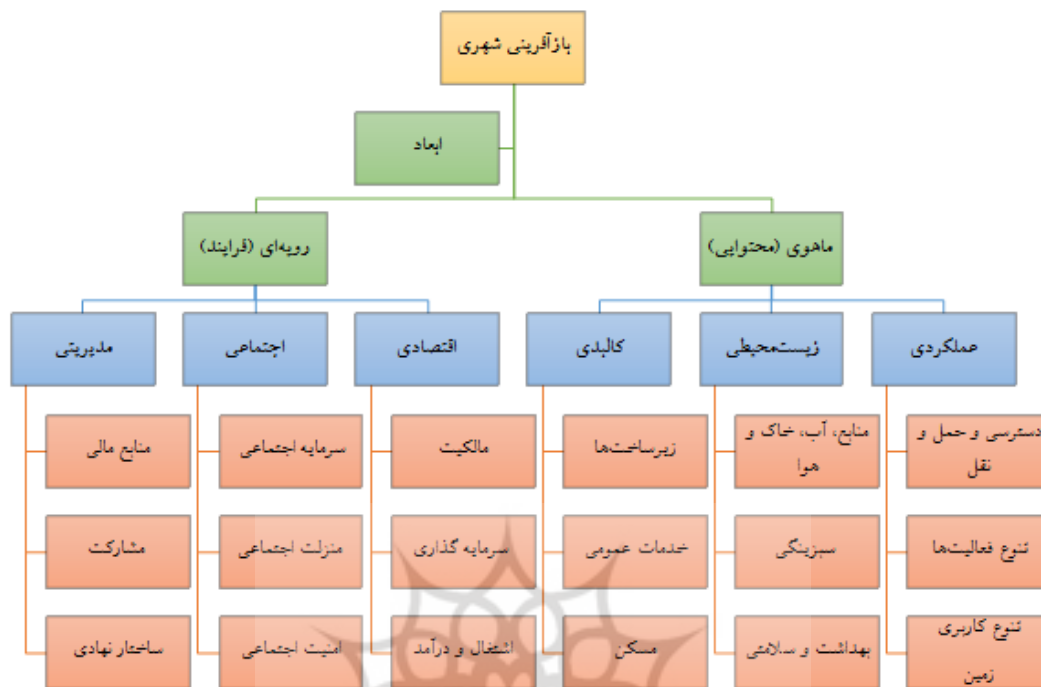 بازآفرینی شهری
ابعاد
ماهوی (محتوایی)
رویه‌ای (فرایند)
عملکردی
زیست‌محیطی
کالبدی
اقتصادی
اجتماعی
مدیریتی
دسترسی و حمل و
نقل
منابع، آب، خاک و
هوا
زیرساخت‌ها
مالکیت
سرمایه اجتماعی
منابع مالی
تنوع فعالیت‌ها
سبزینگی
خدمات عمومی
سرمایه گذاری
منزلت اجتماعی
مشارکت
تنوع کاربری
زمین
بهداشت و سلامتی
مسکن
اشتغال و درآمد
امنیت اجتماعی
ساختار نهادی